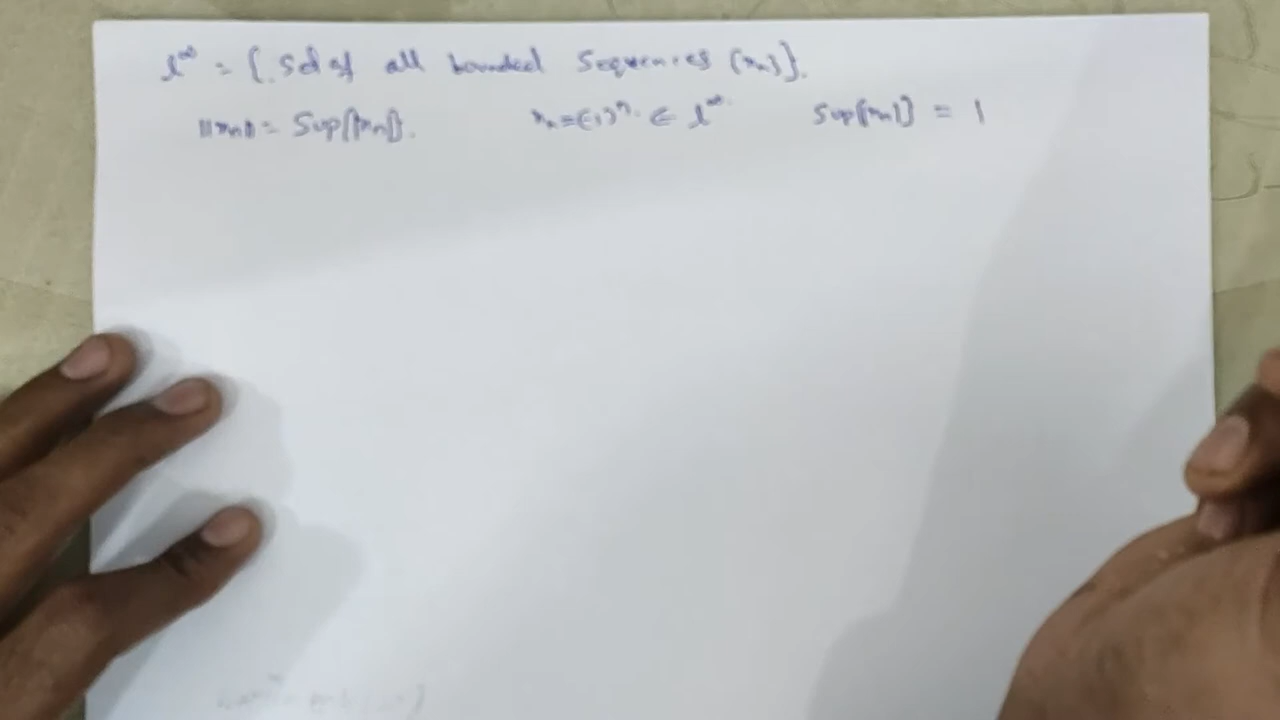 l^∞ = { Set of all bounded sequences (xn)}.
||xn|| = Sup{|xn|}. xn = (-1)^n ∈ l^∞ Sup{|xn|} = 1